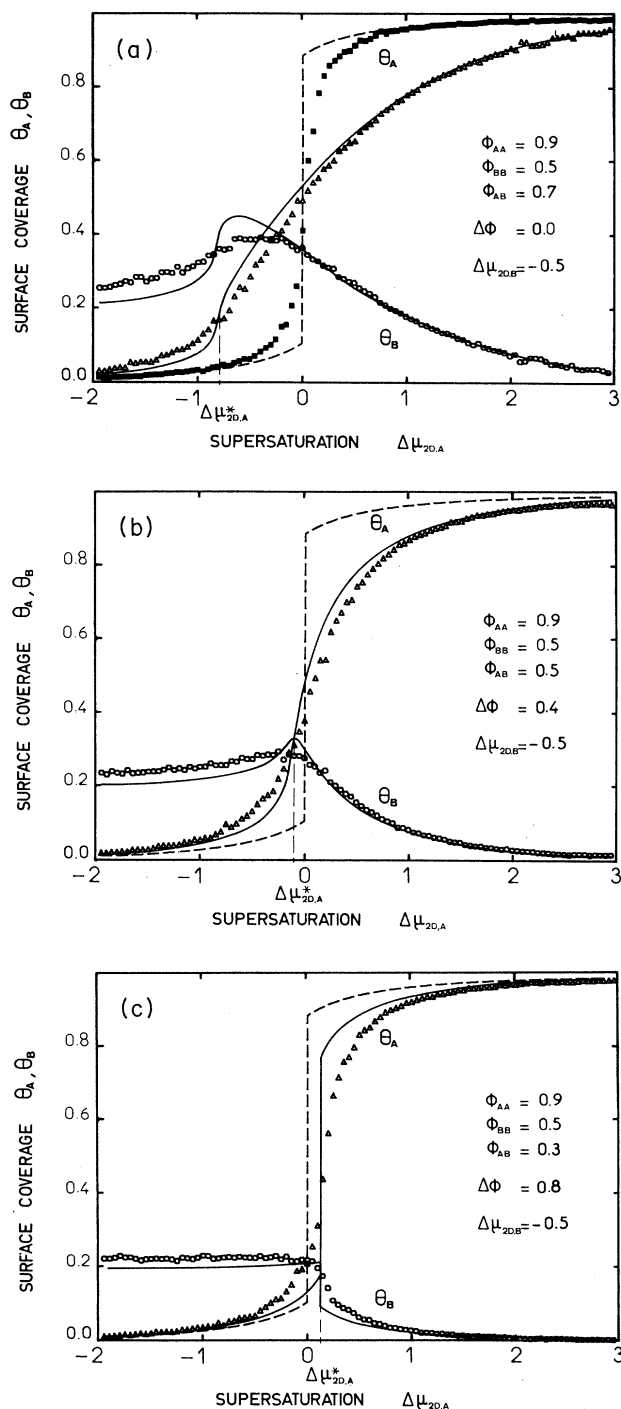 (a)
SURFACE COVERAGE θA, θB
0.8
0.6
0.4
0.2
0.0
θA
θB
ΦAA = 0.9
ΦBB = 0.5
ΦAB = 0.7
ΔΦ = 0.0
Δμ2D,B = -0.5
-2 -1 0 1 2 3
Δμ*2D,A
SUPERSATURATION Δμ2D,A
(b)
SURFACE COVERAGE θA, θB
0.8
0.6
0.4
0.2
0.0
θA
θB
ΦAA = 0.9
ΦBB = 0.5
ΦAB = 0.5
ΔΦ = 0.4
Δμ2D,B = -0.5
-2 -1 0 1 2 3
Δμ*2D,A
SUPERSATURATION Δμ2D,A
(c)
SURFACE COVERAGE θA, θB
0.8
0.6
0.4
0.2
0.0
θA
θB
ΦAA = 0.9
ΦBB = 0.5
ΦAB = 0.3
ΔΦ = 0.8
Δμ2D,B = -0.5
-2 -1 0 1 2 3
Δμ*2D,A
SUPERSATURATION Δμ2D,A